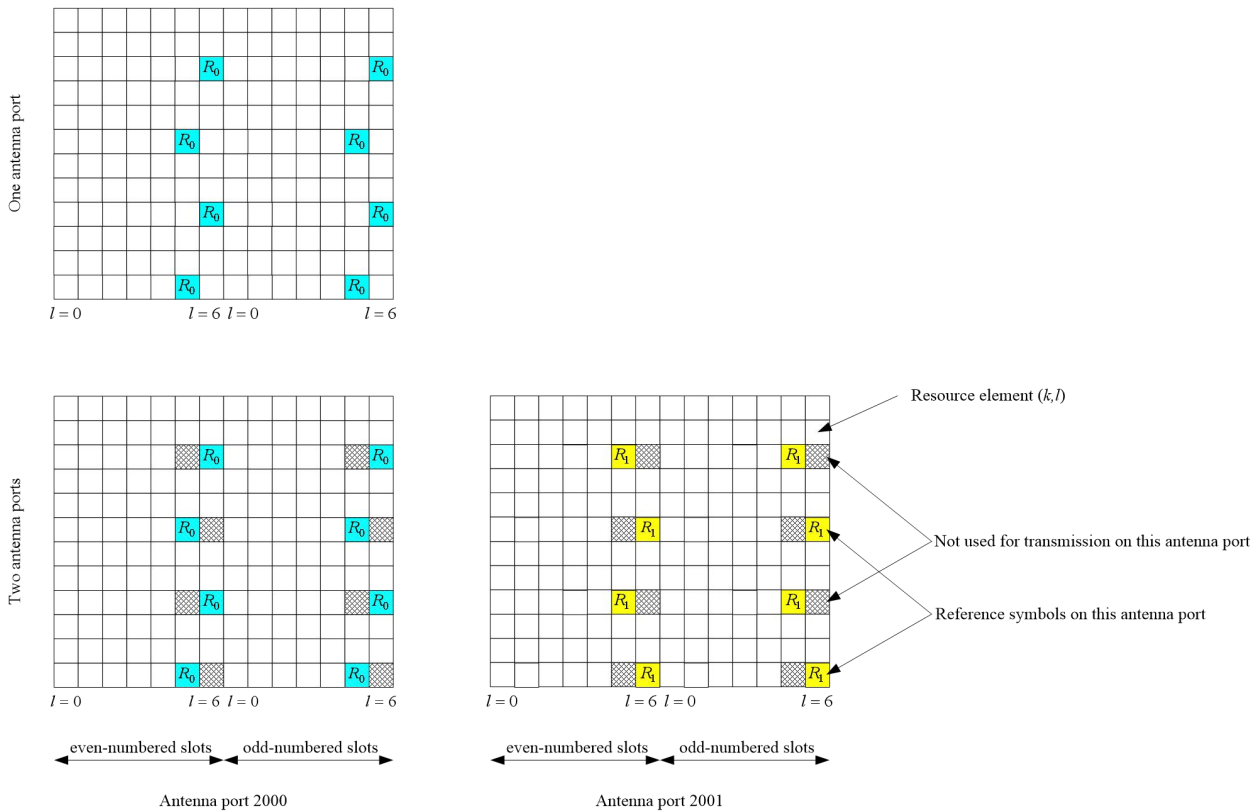 One antenna port
R0 R0
R0 R0
R0 R0
R0 R0
l = 0 l = 6 l = 0 l = 6
Two antenna ports
Resource element (k,l)
R0 R0 R1 R1
R0 R0 R1 R1
Not used for transmission on this antenna port
R0 R0 R1 R1
Reference symbols on this antenna port
R0 R0 R1 R1
l = 0 l = 6 l = 0 l = 6 l = 0 l = 6 l = 0 l = 6
even-numbered slots odd-numbered slots even-numbered slots odd-numbered slots
Antenna port 2000 Antenna port 2001